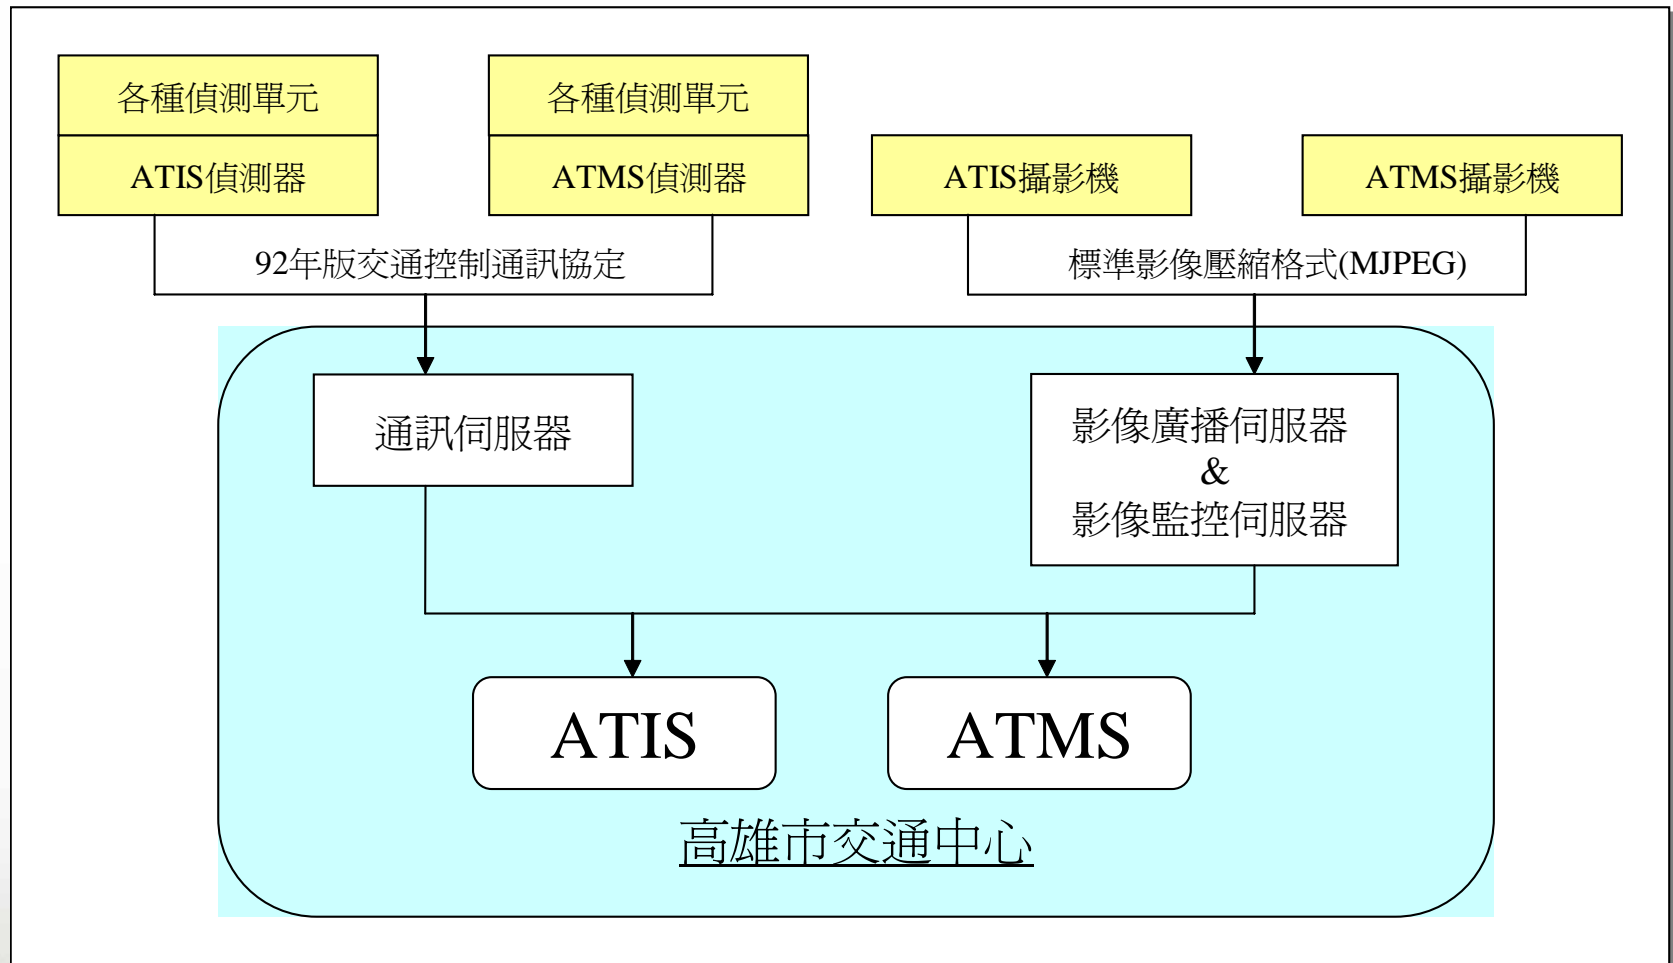 各種偵測單元
ATIS偵測器
各種偵測單元
ATMS偵測器
ATIS攝影機
ATMS攝影機
92年版交通控制通訊協定
標準影像壓縮格式(MJPEG)
通訊伺服器
影像廣播伺服器
&
影像監控伺服器
ATIS
ATMS
高雄市交通中心